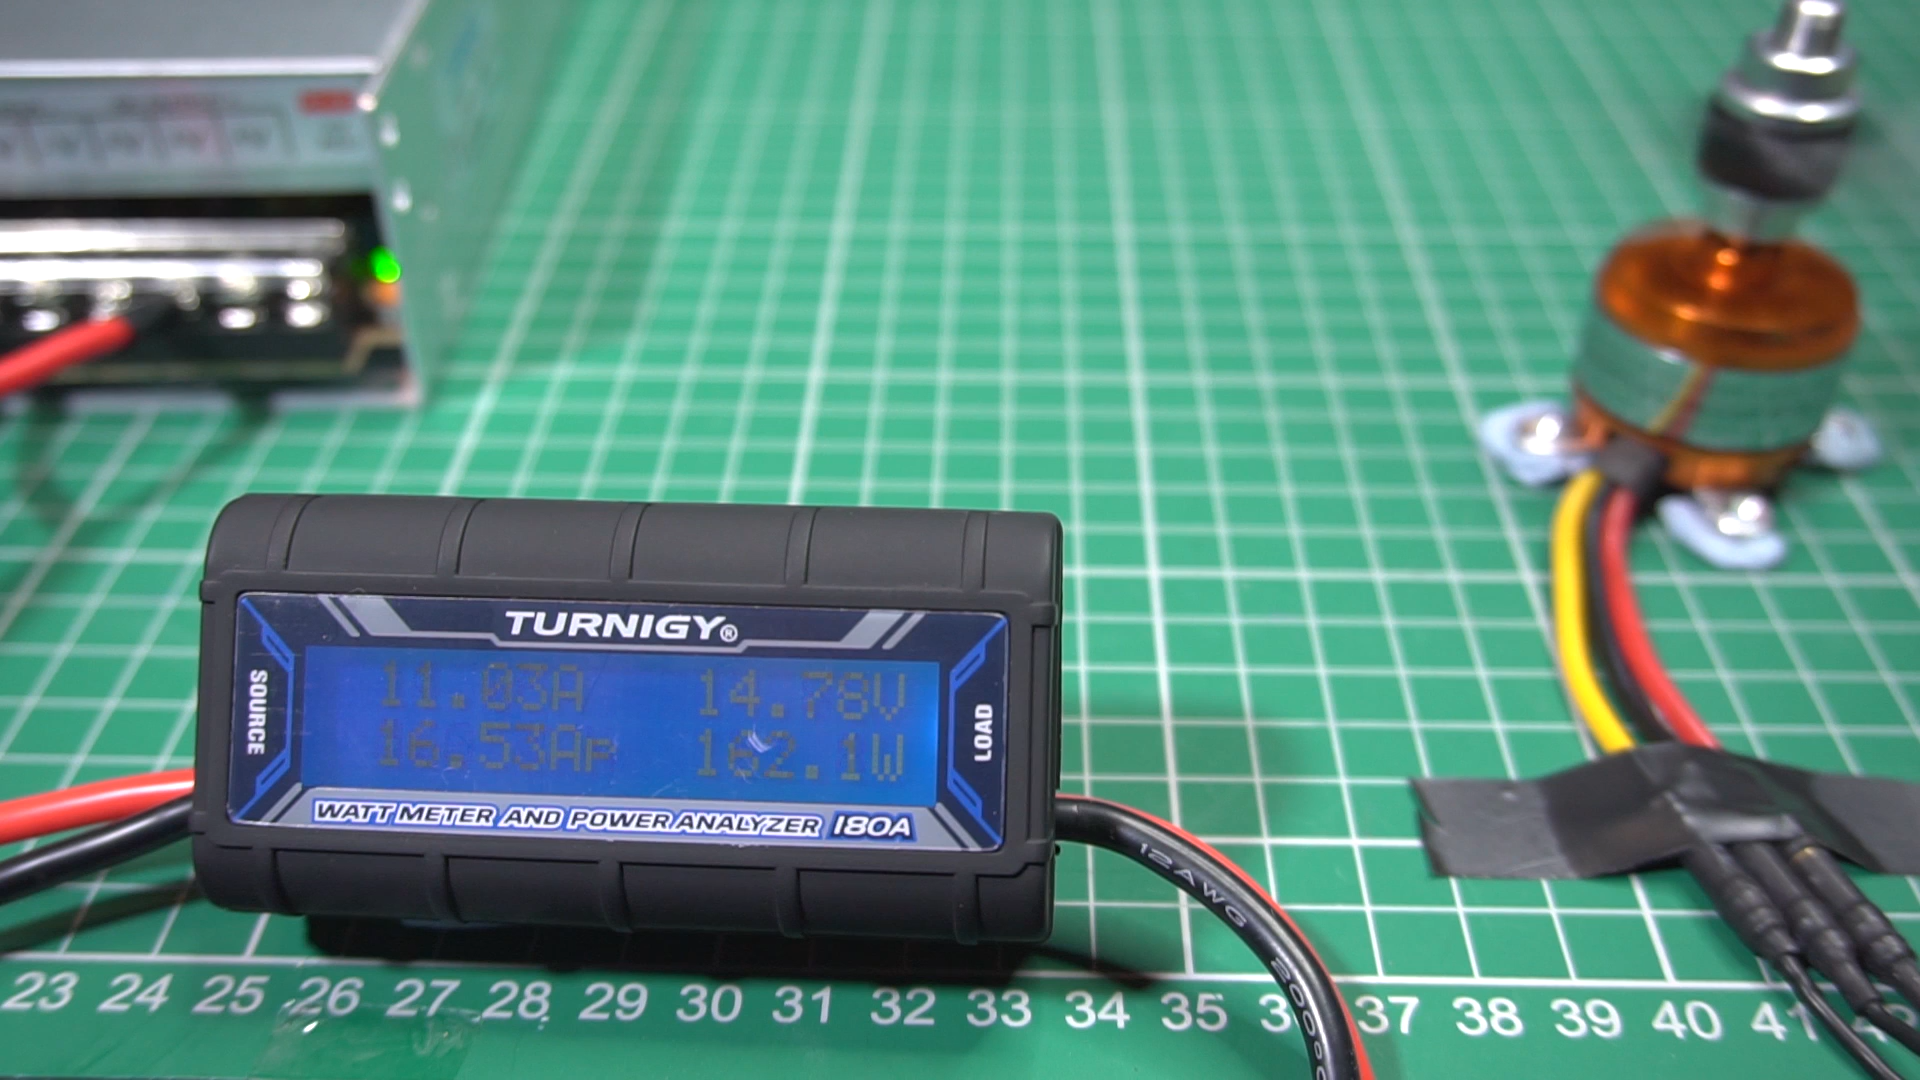 TURNIGY®
SOURCE
11.03A 14.78V
16.53Ap 162.1W
LOAD
WATT METER AND POWER ANALYZER 180A
12AWG 200
23 24 25 26 27 28 29 30 31 32 33 34 35 37 38 39 40